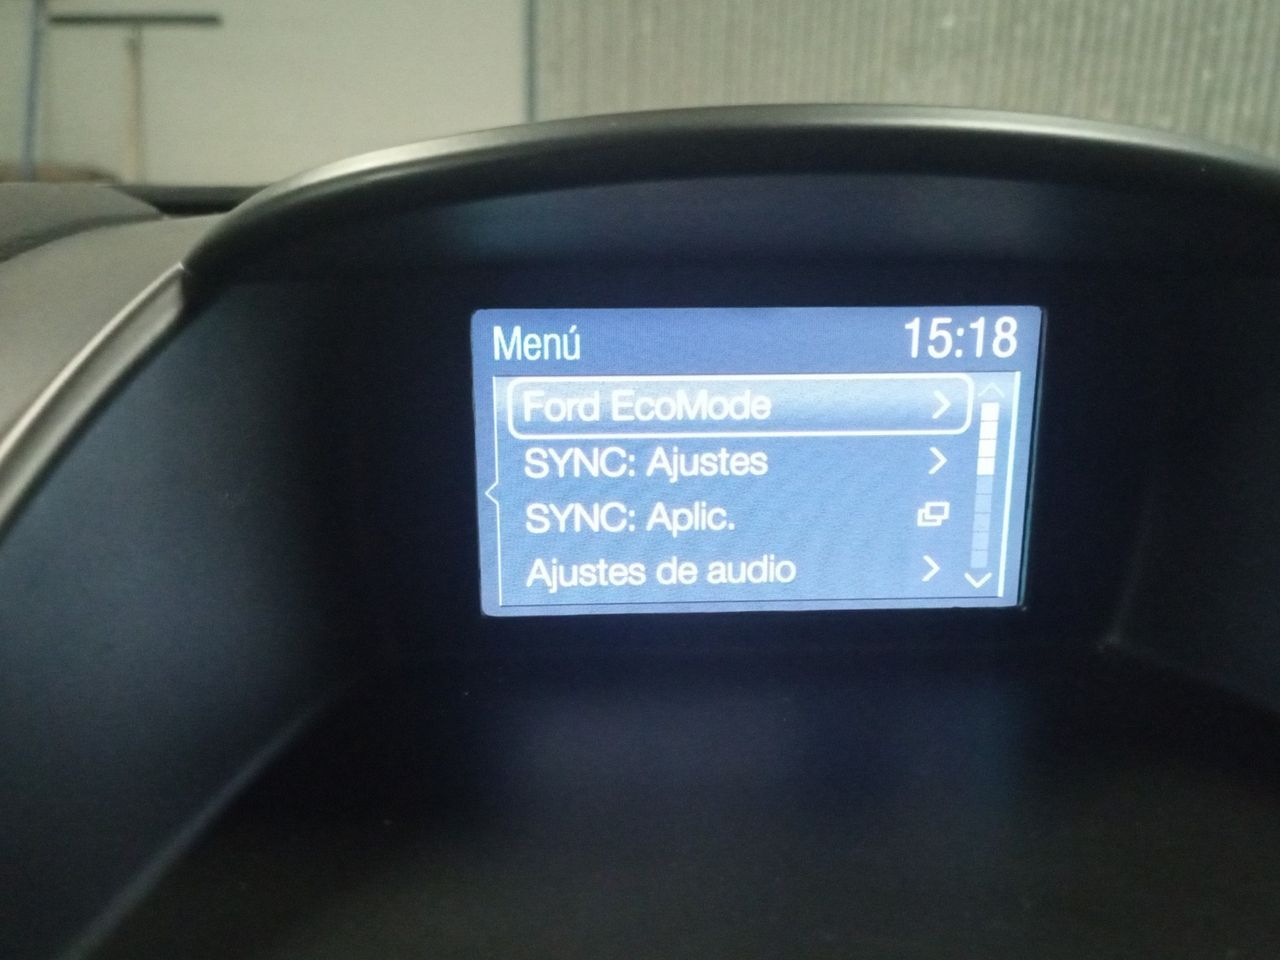 Menú 15:18
Ford EcoMode
SYNC: Ajustes
SYNC: Aplic.
Ajustes de audio